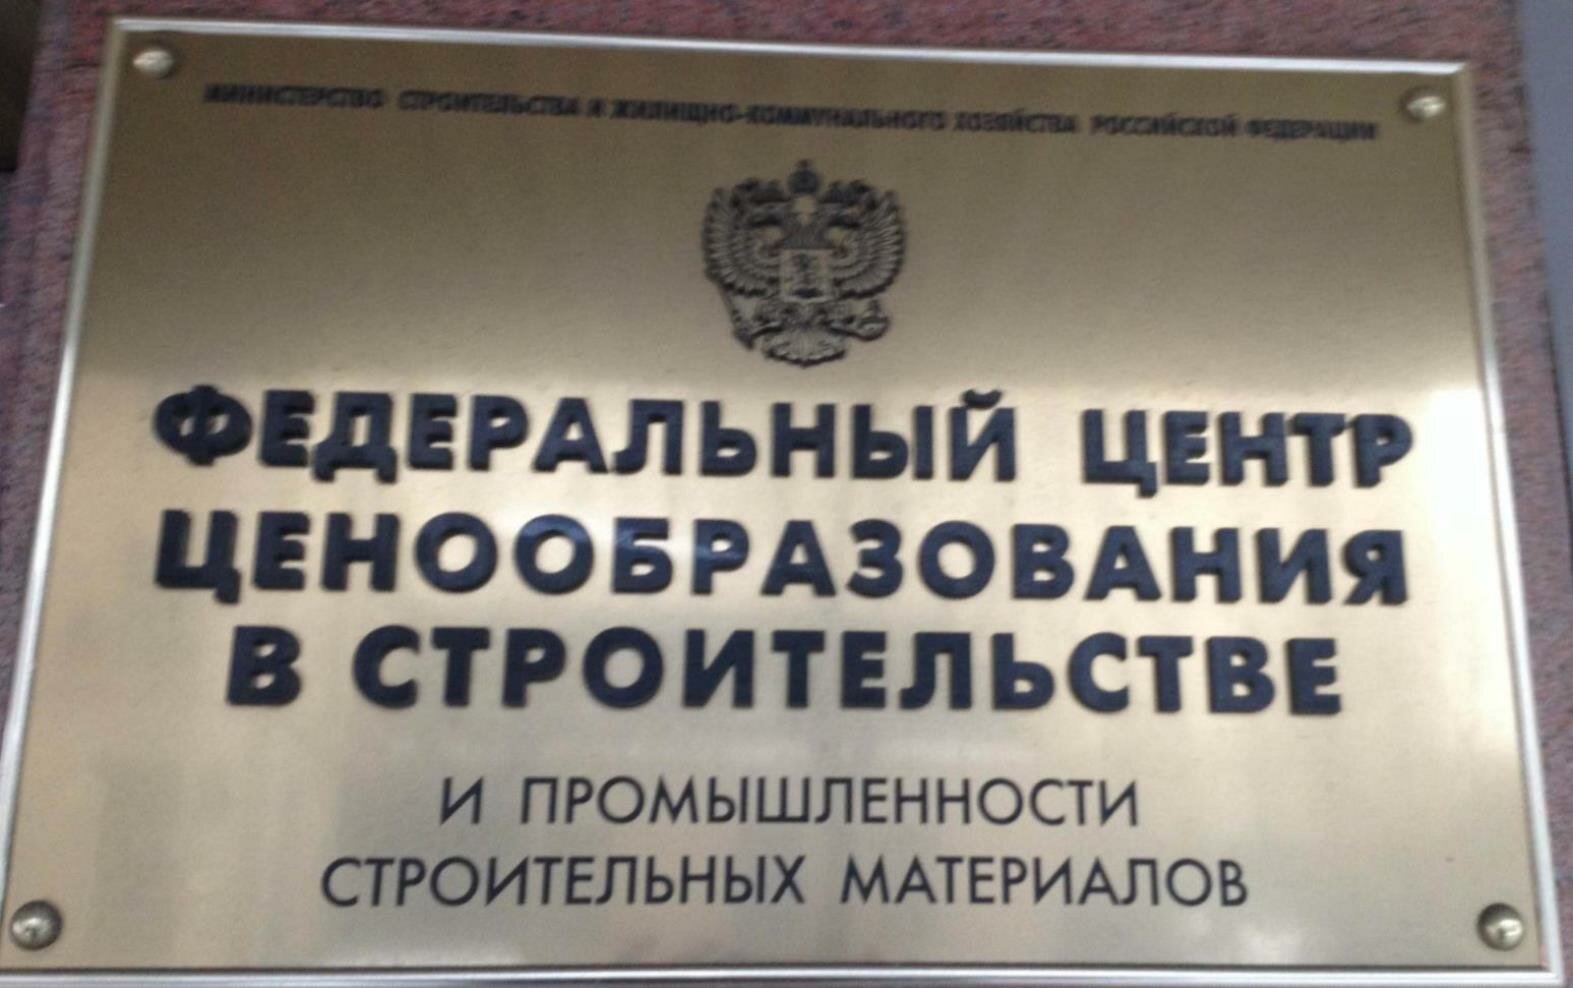 МИНИСТЕРСТВО СТРОИТЕЛЬСТВА И ЖИЛИЩНО-КОММУНАЛЬНОГО ХОЗЯЙСТВА РОССИЙСКОЙ ФЕДЕРАЦИИ
ФЕДЕРАЛЬНЫЙ ЦЕНТР
ЦЕНООБРАЗОВАНИЯ
В СТРОИТЕЛЬСТВЕ
И ПРОМЫШЛЕННОСТИ
СТРОИТЕЛЬНЫХ МАТЕРИАЛОВ